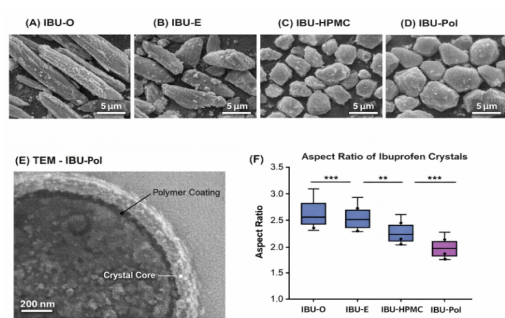 (A) IBU-O
(B) IBU-E
(C) IBU-HPMC
(D) IBU-Pol
5 µm
5 µm
5 µm
5 µm
(E) TEM - IBU-Pol
Polymer Coating
Crystal Core
200 nm
(F)
Aspect Ratio of Ibuprofen Crystals
*** ** ***
Aspect Ratio
3.5
3.0
2.5
2.0
1.5
IBU-O IBU-E IBU-HPMC IBU-Pol